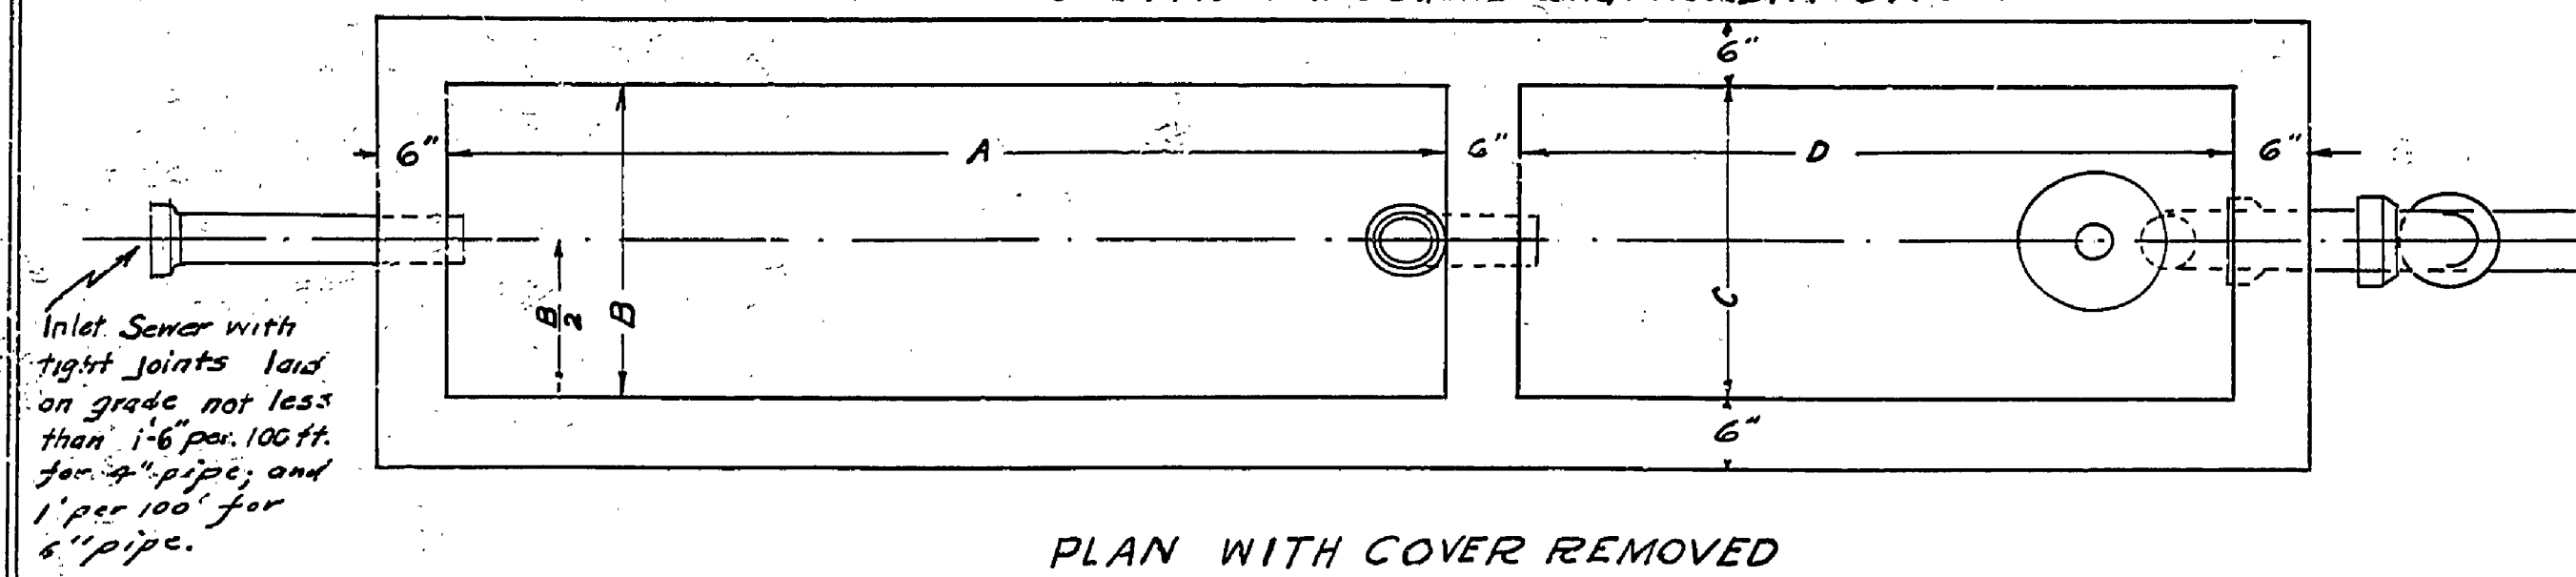 6"
6" A 6" D 6"
B/2 B C
Inlet Sewer with
tight joints laid
on grade not less
than 1'-6" per. 100 ft.
for 4" pipe; and
1' per 100' for
6" pipe.
6"
PLAN WITH COVER REMOVED